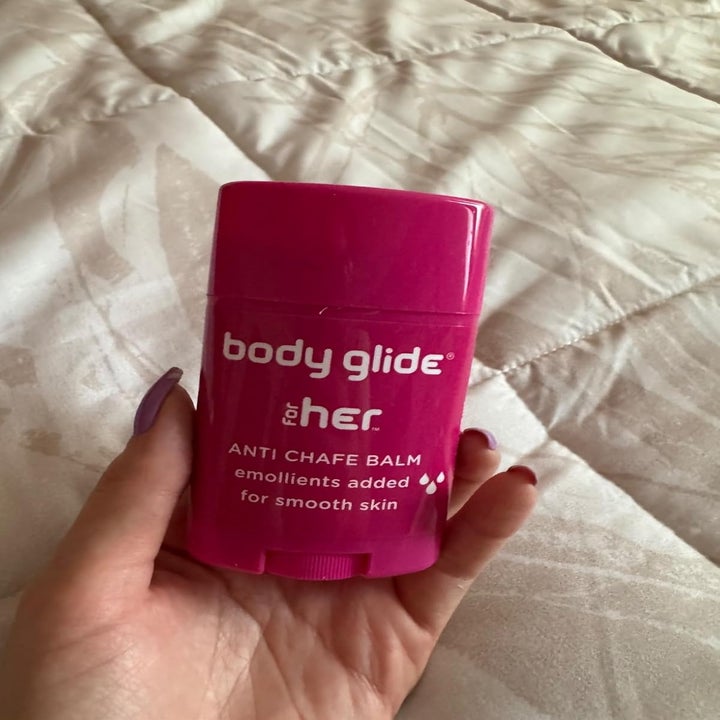 body glide®
for her™
ANTI CHAFE BALM
emollients added
for smooth skin